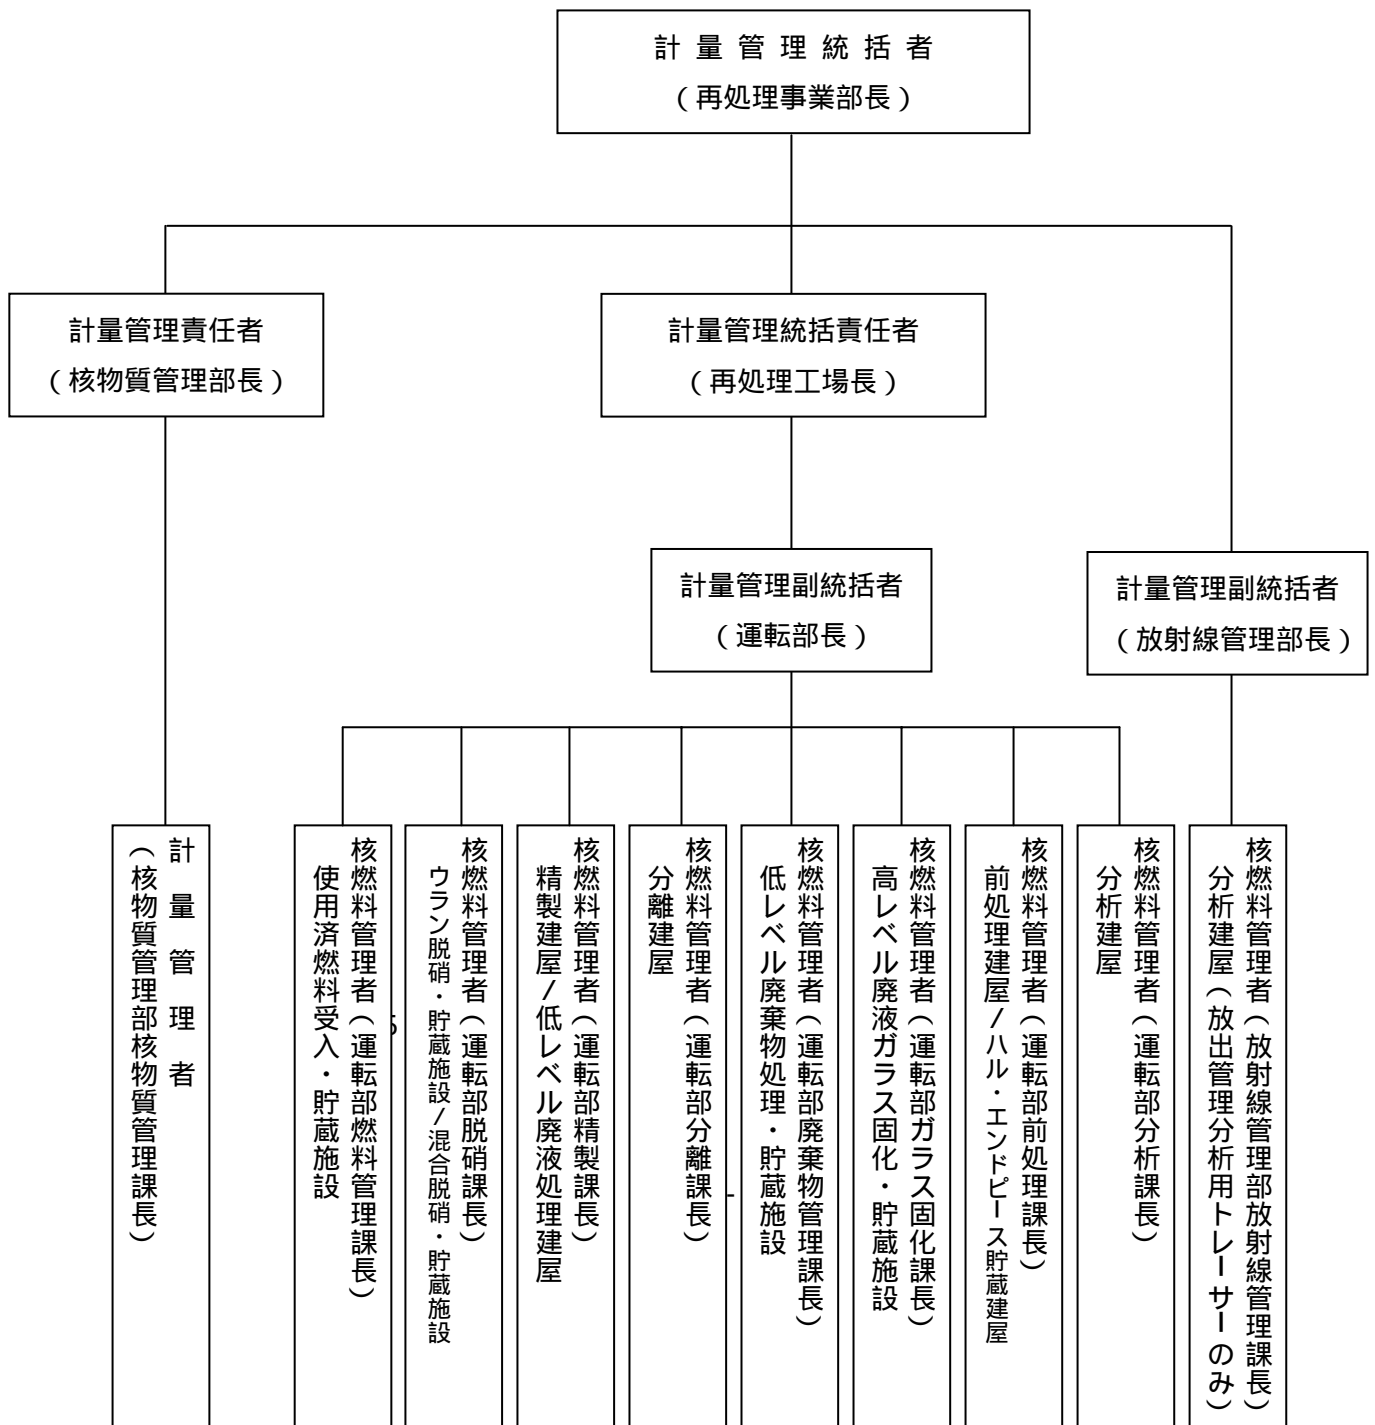 計量管理統括者
（再処理事業部長）
計量管理責任者
（核物質管理部長）
計量管理統括責任者
（再処理工場長）
計量管理副統括者
（運転部長）
計量管理副統括者
（放射線管理部長）
計量管理者
（核物質管理部核物質管理課長）
核燃料管理者（運転部燃料管理課長）
使用済燃料受入・貯蔵施設
核燃料管理者（運転部脱硝課長）
ウラン脱硝・貯蔵施設/混合脱硝・貯蔵施設
核燃料管理者（運転部精製課長）
精製建屋/低レベル廃液処理建屋
核燃料管理者（運転部分離課長）
分離建屋
核燃料管理者（運転部廃棄物管理課長）
低レベル廃棄物処理・貯蔵施設
核燃料管理者（運転部ガラス固化課長）
高レベル廃液ガラス固化・貯蔵施設
核燃料管理者（運転部前処理課長）
前処理建屋/ハル・エンドピース貯蔵建屋
核燃料管理者（運転部分析課長）
分析建屋
核燃料管理者（放射線管理部放射線管理課長）
分析建屋（放出管理分析用トレーサーのみ）